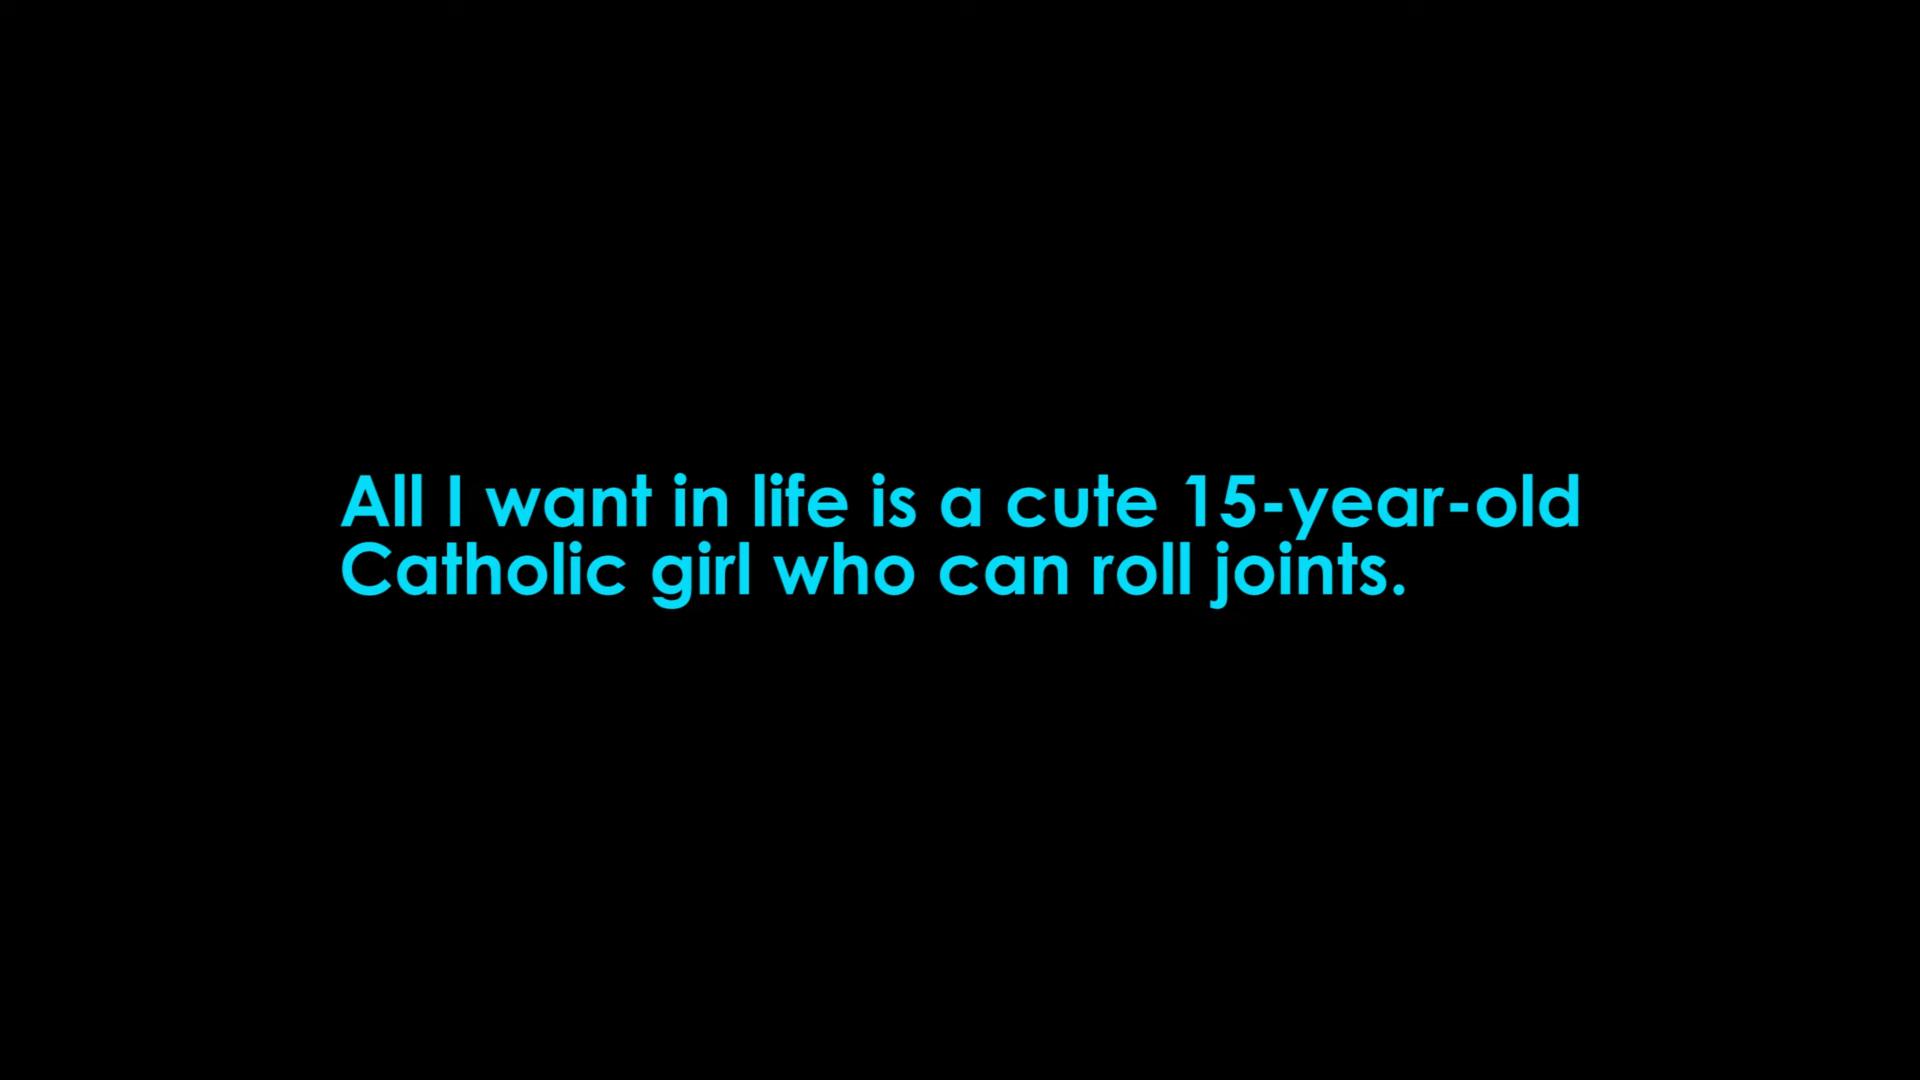 All I want in life is a cute 15-year-old
Catholic girl who can roll joints.